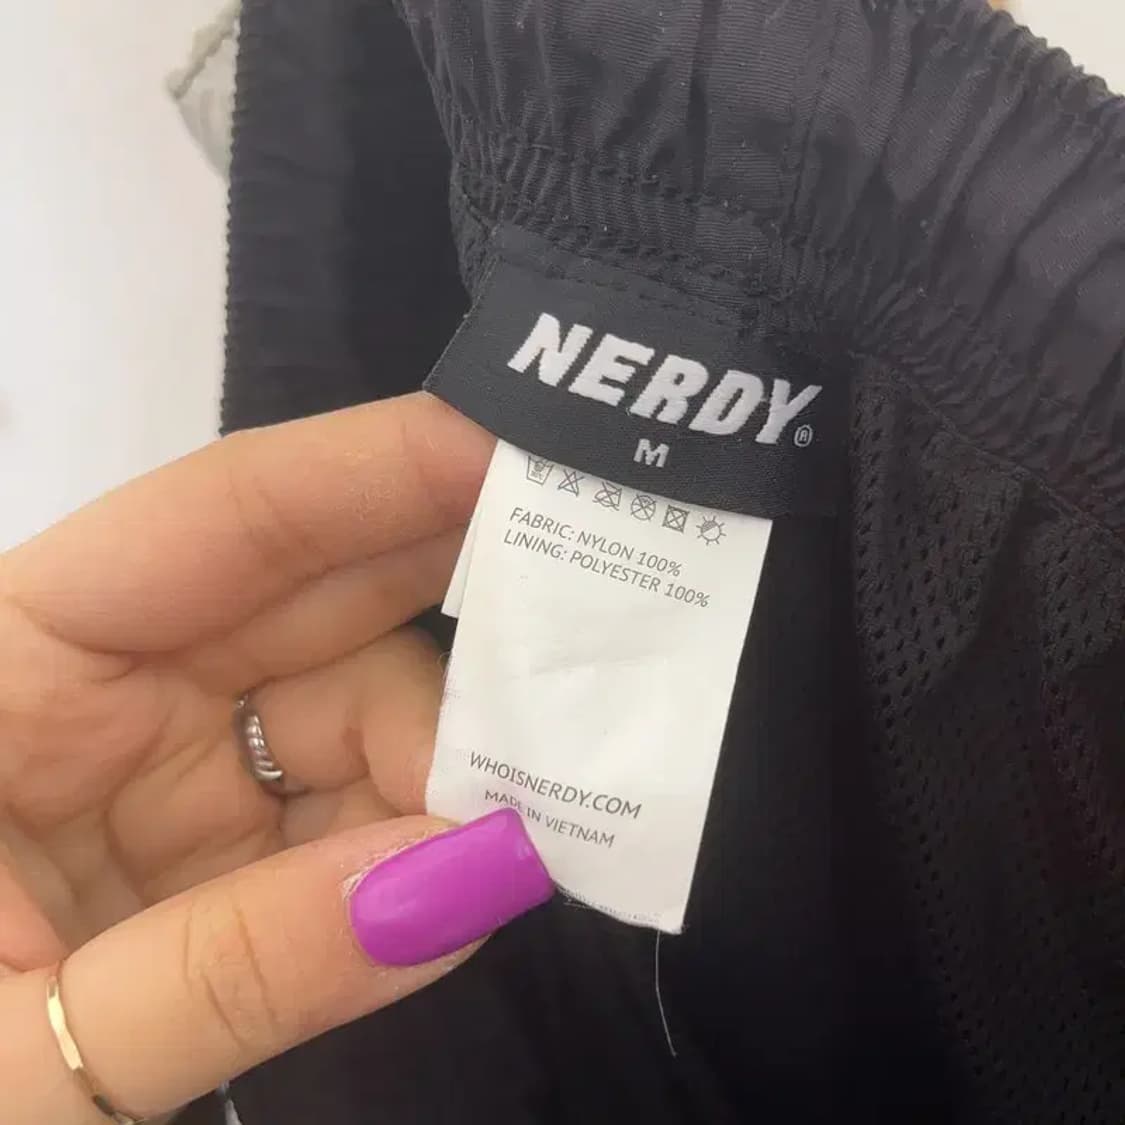 NERDY®
M
FABRIC: NYLON 100%
LINING: POLYESTER 100%
WHOISNERDY.COM
MADE IN VIETNAM